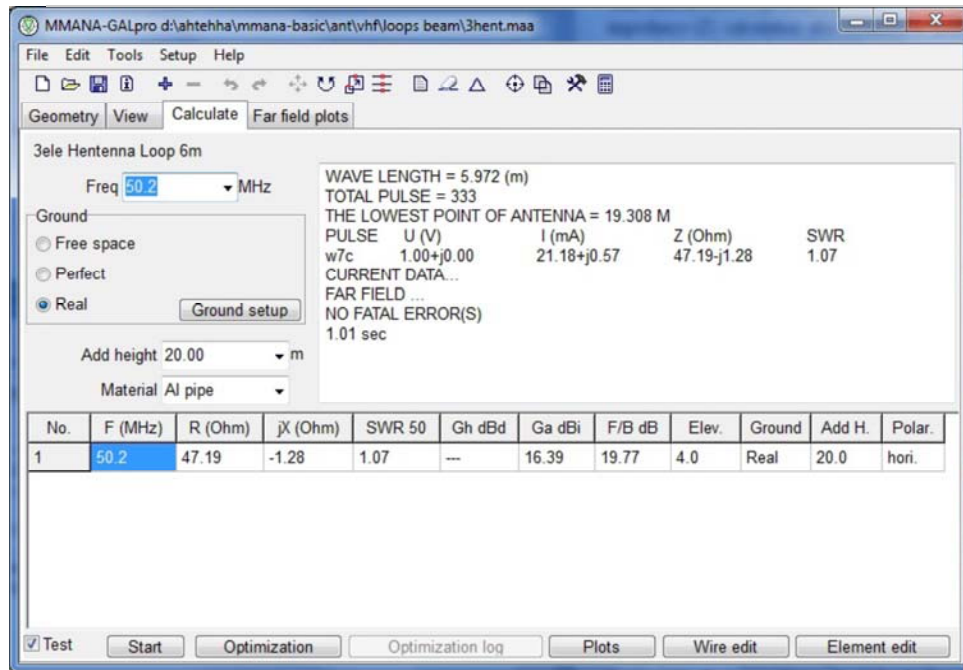 MMANA-GALpro d:\ahtehha\mmana-basic\ant\vhf\loops beam\3hent.maa
File Edit Tools Setup Help
Geometry View Calculate Far field plots
3ele Hentenna Loop 6m
Freq 50.2 MHz
Ground
Free space
Perfect
Real Ground setup
Add height 20.00 m
Material Al pipe
WAVE LENGTH = 5.972 (m)
TOTAL PULSE = 333
THE LOWEST POINT OF ANTENNA = 19.308 M
PULSE U (V) I (mA) Z (Ohm) SWR
w7c 1.00+j0.00 21.18+j0.57 47.19-j1.28 1.07
CURRENT DATA...
FAR FIELD ...
NO FATAL ERROR(S)
1.01 sec
No. F (MHz) R (Ohm) jX (Ohm) SWR 50 Gh dBd Ga dBi F/B dB Elev. Ground Add H. Polar.
1 50.2 47.19 -1.28 1.07 --- 16.39 19.77 4.0 Real 20.0 hori.
Test Start Optimization Optimization log Plots Wire edit Element edit